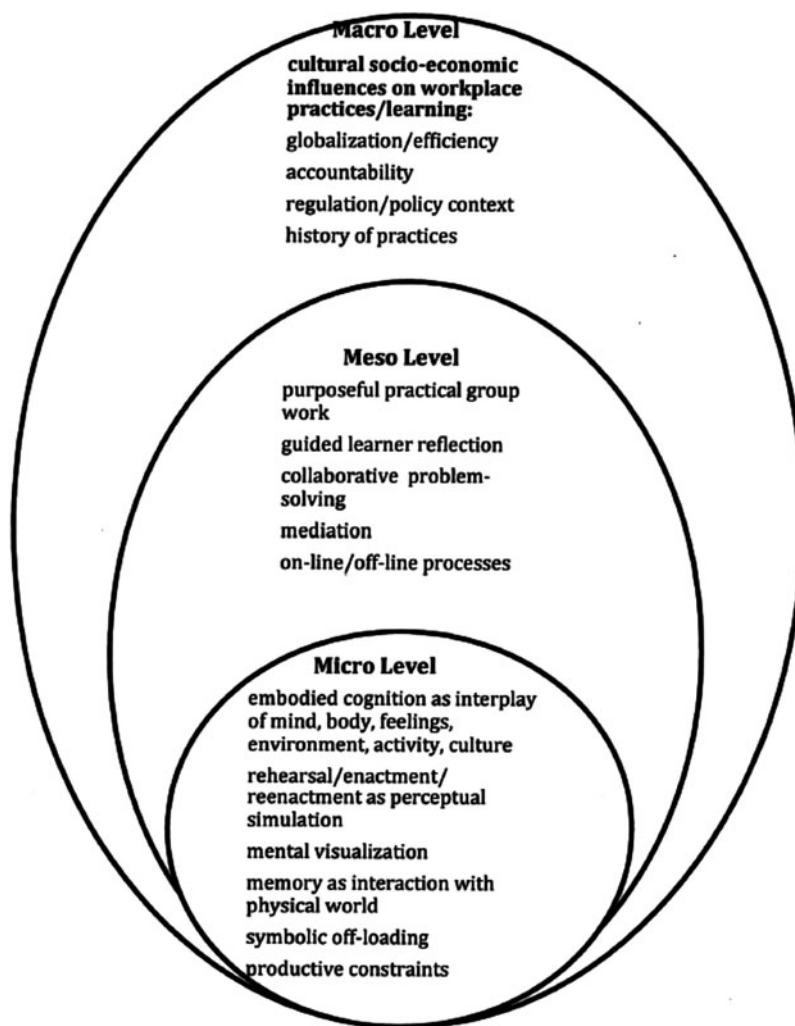 Macro Level
cultural socio-economic
influences on workplace
practices/learning:
globalization/efficiency
accountability
regulation/policy context
history of practices
Meso Level
purposeful practical group
work
guided learner reflection
collaborative problem-
solving
mediation
on-line/off-line processes
Micro Level
embodied cognition as interplay
of mind, body, feelings,
environment, activity, culture
rehearsal/enactment/
reenactment as perceptual
simulation
mental visualization
memory as interaction with
physical world
symbolic off-loading
productive constraints